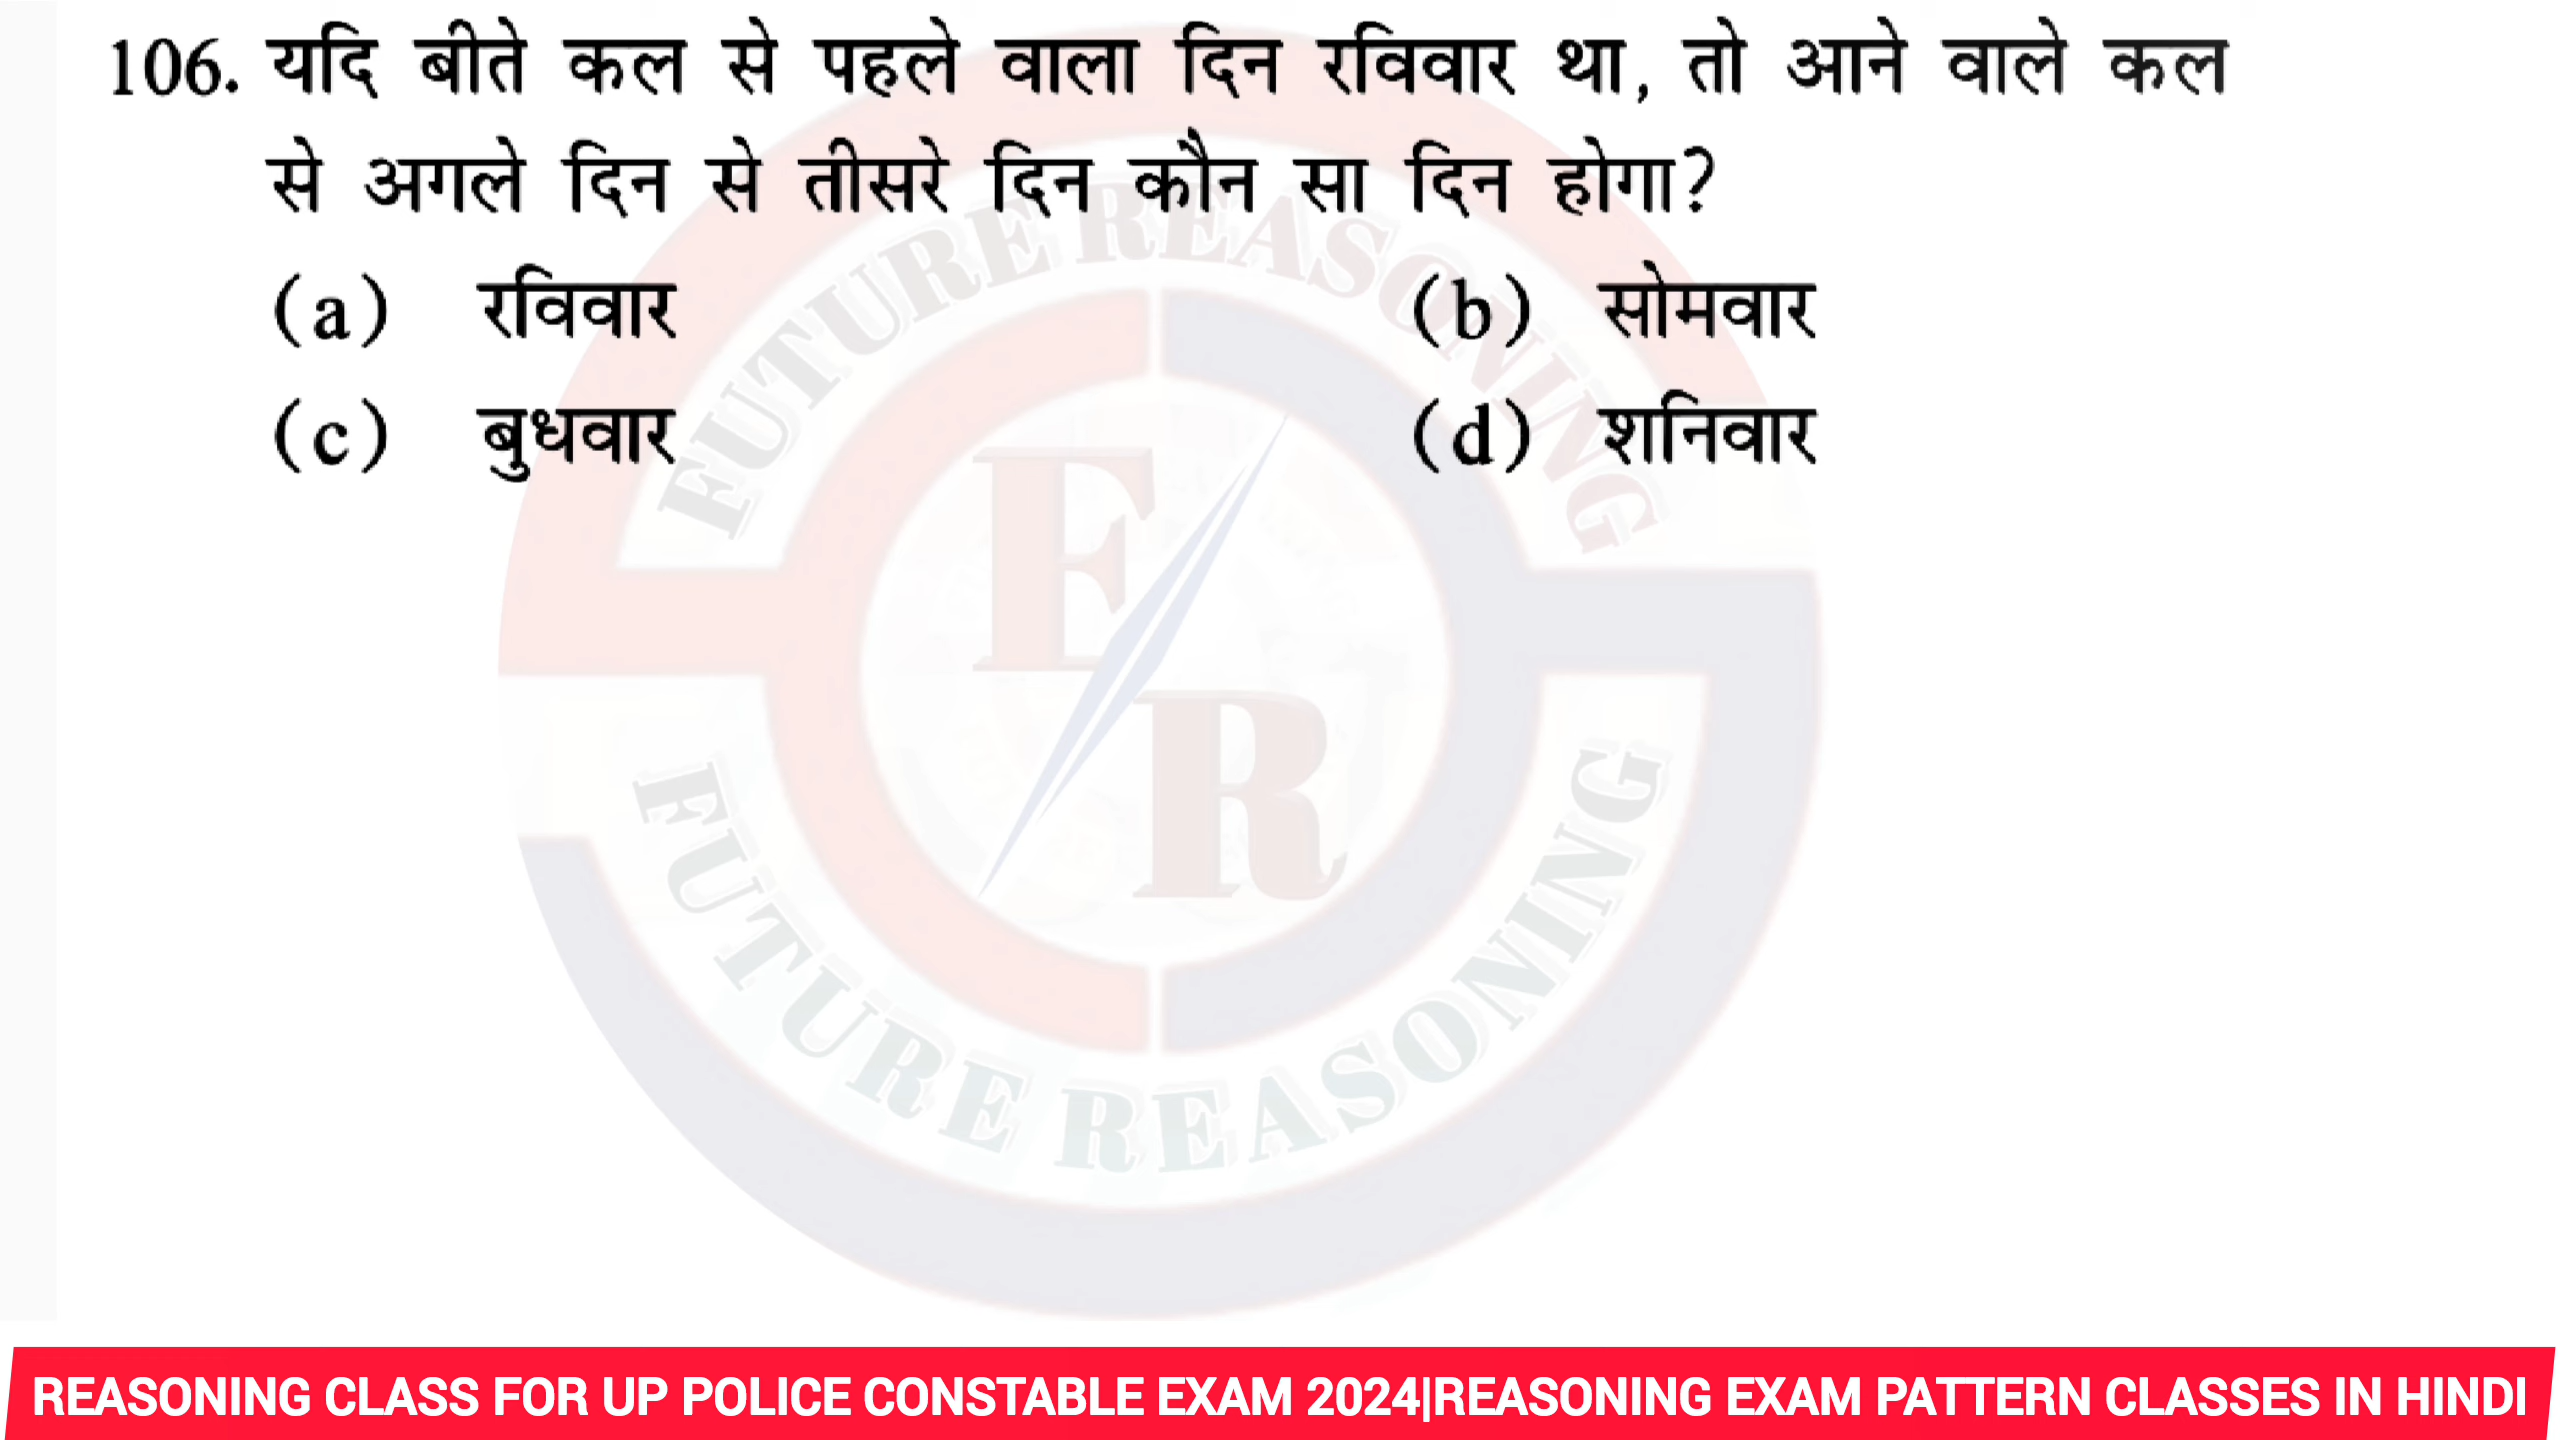 106. यदि बीते कल से पहले वाला दिन रविवार था, तो आने वाले कल
से अगले दिन से तीसरे दिन कौन सा दिन होगा?
(a) रविवार (b) सोमवार
(c) बुधवार (d) शनिवार
FUTURE REASONING
F
R
FUTURE REASONING
REASONING CLASS FOR UP POLICE CONSTABLE EXAM 2024|REASONING EXAM PATTERN CLASSES IN HINDI